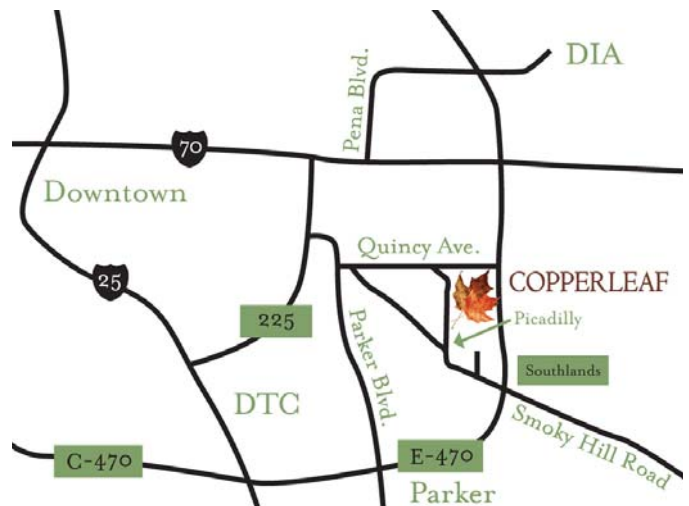 DIA
Pena Blvd.
70
Downtown
Quincy Ave.
COPPERLEAF
25
225
Picadilly
Parker Blvd.
Southlands
DTC
Smoky Hill Road
C-470
E-470
Parker